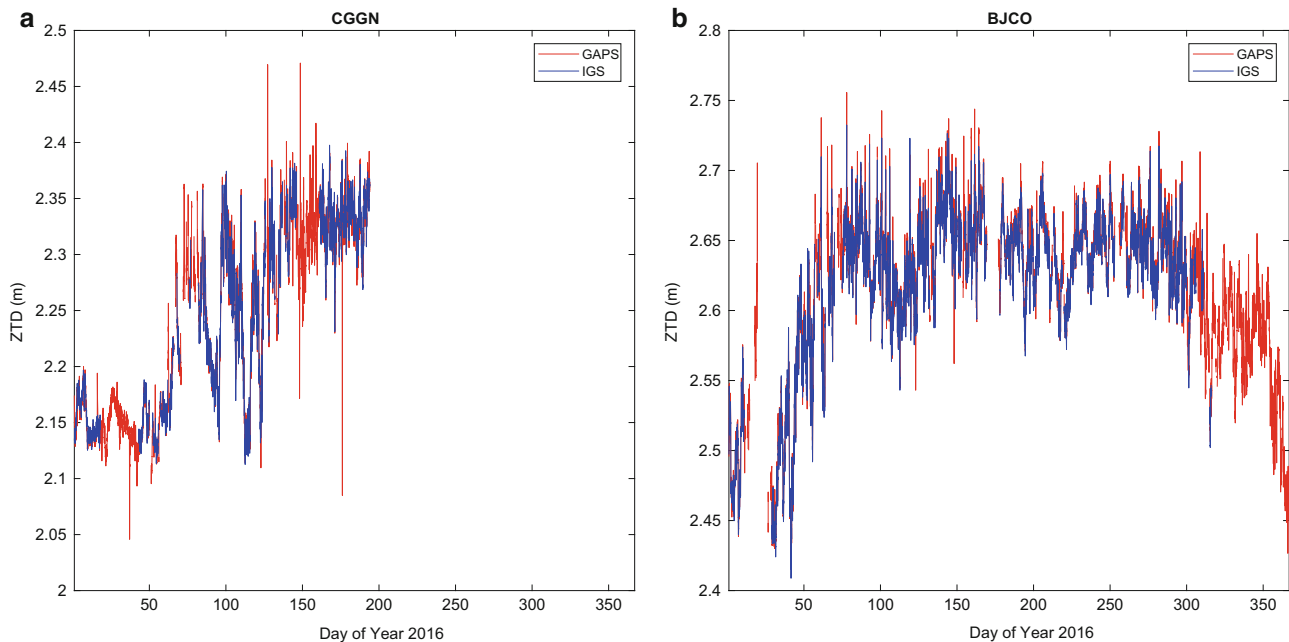 a
CGGN
2.5
2.45
2.4
2.35
2.3
2.25
2.2
2.15
2.1
2.05
2
ZTD (m)
50 100 150 200 250 300 350
Day of Year 2016
GAPS
IGS
b
BJCO
2.8
2.75
2.7
2.65
2.6
2.55
2.5
2.45
2.4
ZTD (m)
50 100 150 200 250 300 350
Day of Year 2016
GAPS
IGS